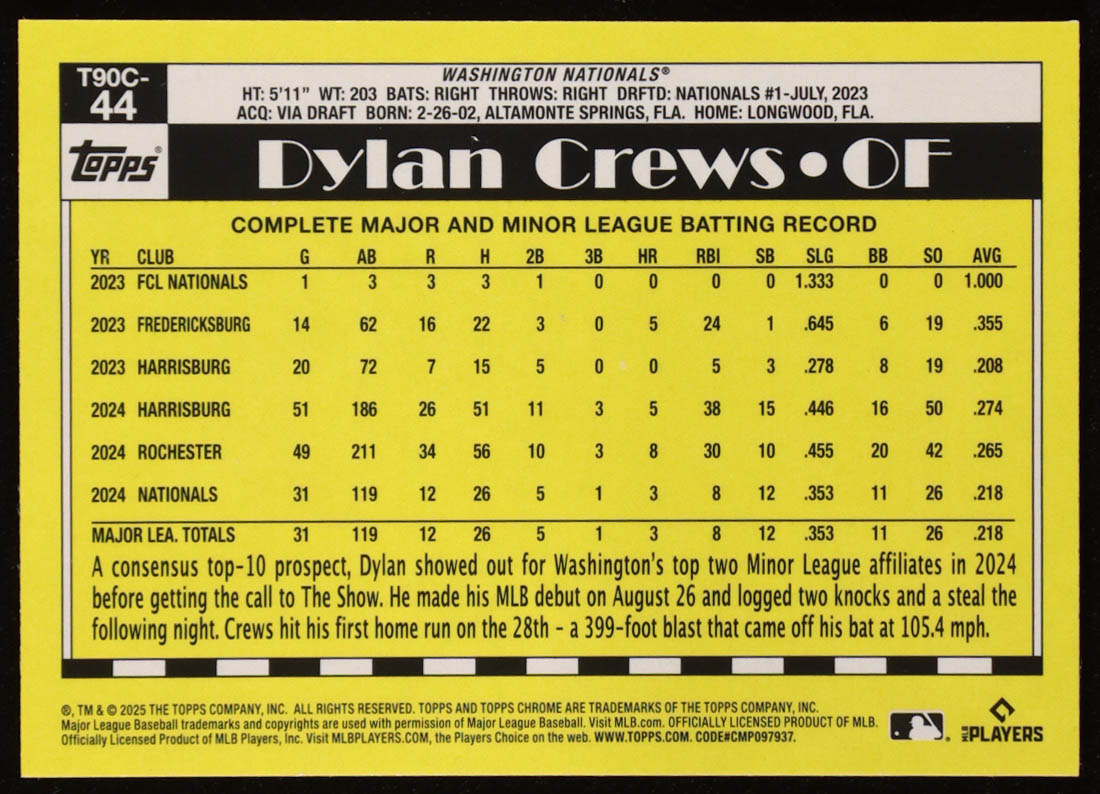 T90C-
44
WASHINGTON NATIONALS®
HT: 5'11" WT: 203 BATS: RIGHT THROWS: RIGHT DRFTD: NATIONALS #1-JULY, 2023
ACQ: VIA DRAFT BORN: 2-26-02, ALTAMONTE SPRINGS, FLA. HOME: LONGWOOD, FLA.
topps®
Dylan Crews • OF
COMPLETE MAJOR AND MINOR LEAGUE BATTING RECORD
YR CLUB G AB R H 2B 3B HR RBI SB SLG BB SO AVG
2023 FCL NATIONALS 1 3 3 3 1 0 0 0 0 1.333 0 0 1.000
2023 FREDERICKSBURG 14 62 16 22 3 0 5 24 1 .645 6 19 .355
2023 HARRISBURG 20 72 7 15 5 0 0 5 3 .278 8 19 .208
2024 HARRISBURG 51 186 26 51 11 3 5 38 15 .446 16 50 .274
2024 ROCHESTER 49 211 34 56 10 3 8 30 10 .455 20 42 .265
2024 NATIONALS 31 119 12 26 5 1 3 8 12 .353 11 26 .218
MAJOR LEA. TOTALS 31 119 12 26 5 1 3 8 12 .353 11 26 .218
A consensus top-10 prospect, Dylan showed out for Washington's top two Minor League affiliates in 2024
before getting the call to The Show. He made his MLB debut on August 26 and logged two knocks and a steal the
following night. Crews hit his first home run on the 28th - a 399-foot blast that came off his bat at 105.4 mph.
®, TM & © 2025 THE TOPPS COMPANY, INC. ALL RIGHTS RESERVED. TOPPS AND TOPPS CHROME ARE TRADEMARKS OF THE TOPPS COMPANY, INC.
Major League Baseball trademarks and copyrights are used with permission of Major League Baseball. Visit MLB.com. OFFICIALLY LICENSED PRODUCT OF MLB.
Officially Licensed Product of MLB Players, Inc. Visit MLBPLAYERS.COM, the Players Choice on the web. WWW.TOPPS.COM. CODE#CMP097937.
MLB PLAYERS